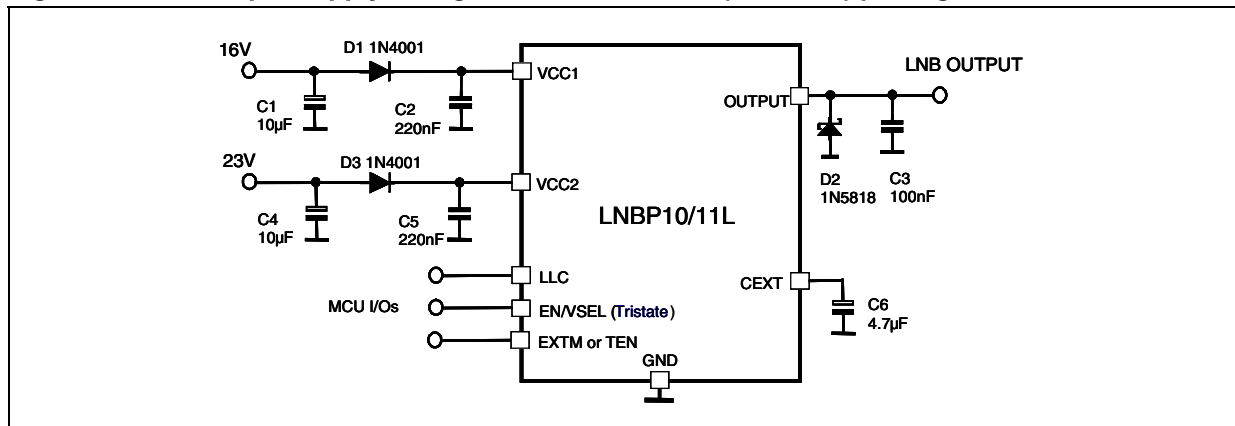 16V
D1 1N4001
VCC1
C1
10µF
C2
220nF
OUTPUT
LNB OUTPUT
D2
1N5818
C3
100nF
23V
D3 1N4001
VCC2
C4
10µF
C5
220nF
LNBP10/11L
LLC
MCU I/Os
EN/VSEL (Tristate)
EXTM or TEN
CEXT
C6
4.7µF
GND